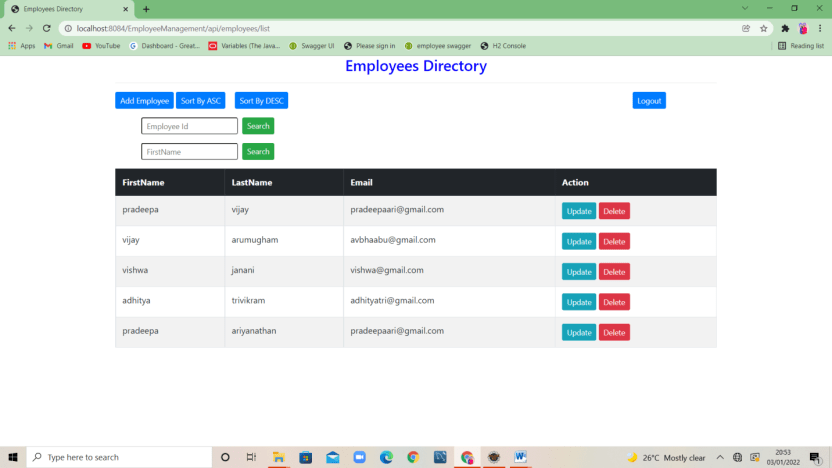 Employees Directory
localhost:8084/EmployeeManagement/api/employees/list
Apps Gmail YouTube Dashboard - Great... Variables (The Java... Swagger UI Please sign in employee swagger H2 Console Reading list
Employees Directory
Add Employee Sort By ASC Sort By DESC Logout
Employee Id Search
FirstName Search
FirstName LastName Email Action
pradeepa vijay pradeepaari@gmail.com Update Delete
vijay arumugham avbhaabu@gmail.com Update Delete
vishwa janani vishwa@gmail.com Update Delete
adhitya trivikram adhityatri@gmail.com Update Delete
pradeepa ariyanathan pradeepaari@gmail.com Update Delete
Type here to search 26°C Mostly clear 20:53
03/01/2022